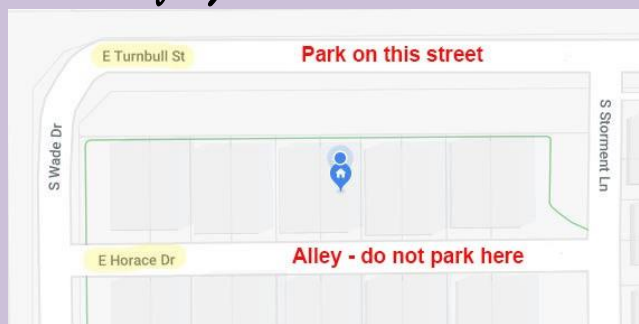 E Turnbull St
Park on this street
S Wade Dr
S Storment Ln
E Horace Dr
Alley - do not park here